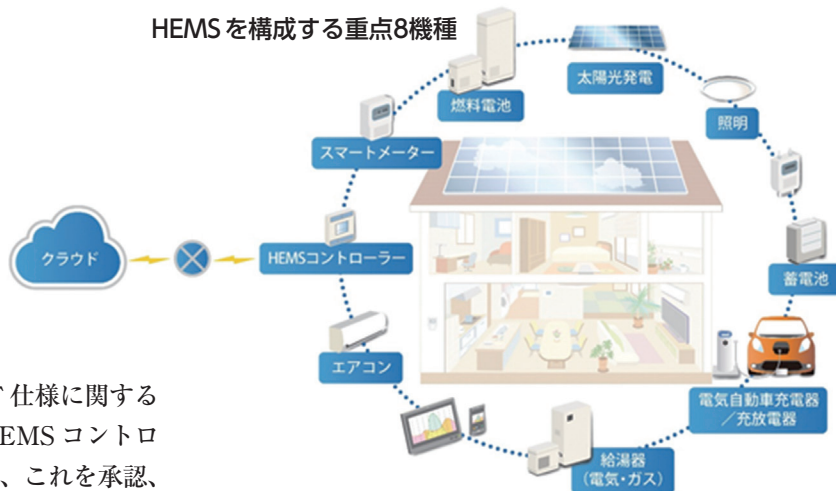 HEMSを構成する重点8機種
太陽光発電
燃料電池
照明
スマートメーター
クラウド
HEMSコントローラー
蓄電池
エアコン
電気自動車充電器
／充放電器
給湯器
（電気・ガス）
仕様に関する
EMS コントロ
、これを承認、